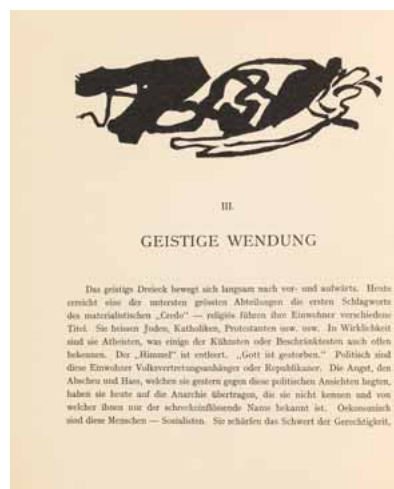 III.
GEISTIGE WENDUNG
Das geistige Dreieck bewegt sich langsam nach vor- und aufwärts. Heute
erreicht eine der untersten grössten Abteilungen die ersten Schlagworte
des materialistischen „Credo“ — religiös führen ihre Einwohner verschiedene
Titel. Sie heissen Juden, Katholiken, Protestanten usw. usw. In Wirklichkeit
sind sie Atheisten, was einige der Kühnsten oder Beschränktesten auch offen
bekennen. Der „Himmel“ ist entleert. „Gott ist gestorben.“ Politisch sind
diese Einwohner Volksvertretungsanhänger oder Republikaner. Die Angst, den
Abscheu und Hass, welchen sie gestern gegen diese politischen Ansichten hegten,
haben sie heute auf die Anarchie übertragen, die sie nicht kennen und von
welcher ihnen nur der schreckeinflössende Name bekannt ist. Oekonomisch
sind diese Menschen — Sozialisten. Sie schärfen das Schwert der Gerechtigkeit,